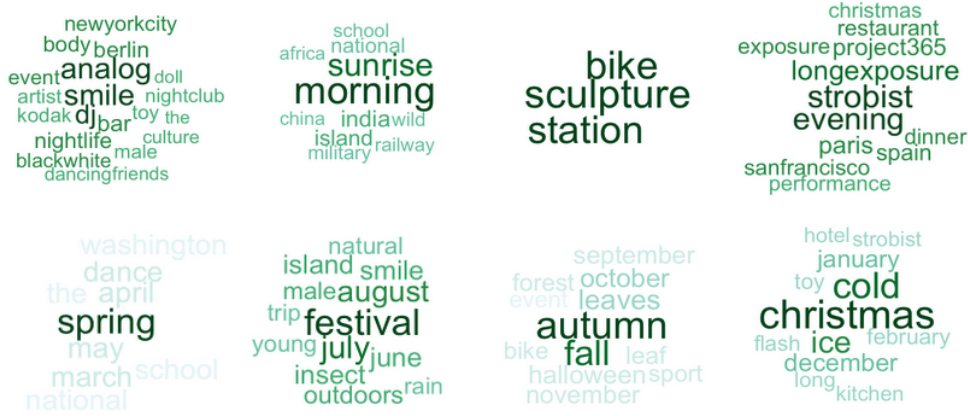 newyorkcity
body berlin
analog
event doll
smile
artist nightclub
kodak dj bar toy the
nightlife culture
blackwhite male
dancing friends
school
africa national
sunrise
morning
china india wild
island
military railway
bike
sculpture
station
christmas
restaurant
exposure project365
longexposure
strobist
evening
paris spain dinner
sanfrancisco
performance
washington
dance
the april
spring
may
march school
national
natural
island smile
male august
trip festival
young july june
insect
outdoors rain
september
forest october
event leaves
autumn
bike fall leaf
halloween sport
november
hotel strobist
january
toy cold
christmas
flash ice february
december
long
kitchen